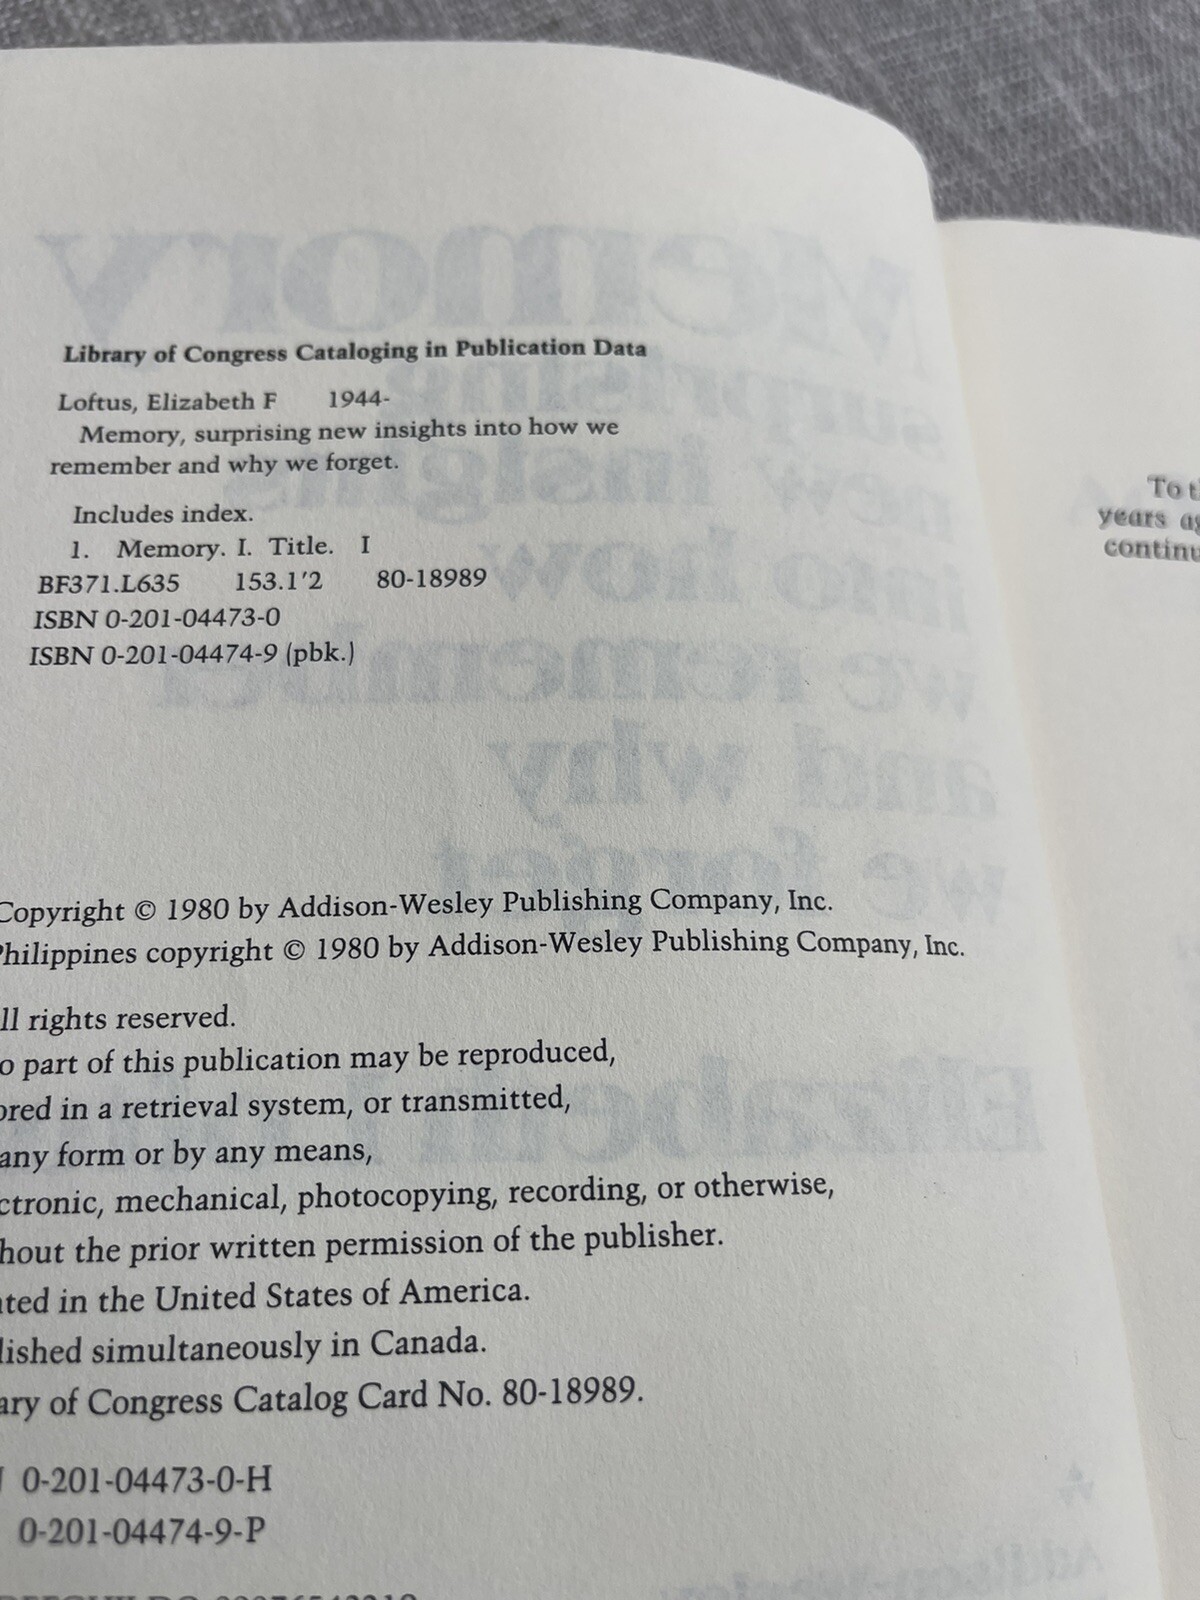 Library of Congress Cataloging in Publication Data
Loftus, Elizabeth F 1944-
Memory, surprising new insights into how we
remember and why we forget.
Includes index.
1. Memory. I. Title. I
BF371.L635 153.1'2 80-18989
ISBN 0-201-04473-0
ISBN 0-201-04474-9 (pbk.)
Copyright © 1980 by Addison-Wesley Publishing Company, Inc.
Philippines copyright © 1980 by Addison-Wesley Publishing Company, Inc.
ll rights reserved.
o part of this publication may be reproduced,
ored in a retrieval system, or transmitted,
any form or by any means,
ctronic, mechanical, photocopying, recording, or otherwise,
hout the prior written permission of the publisher.
ted in the United States of America.
lished simultaneously in Canada.
ary of Congress Catalog Card No. 80-18989.
0-201-04473-0-H
0-201-04474-9-P
To t
years ag
continu